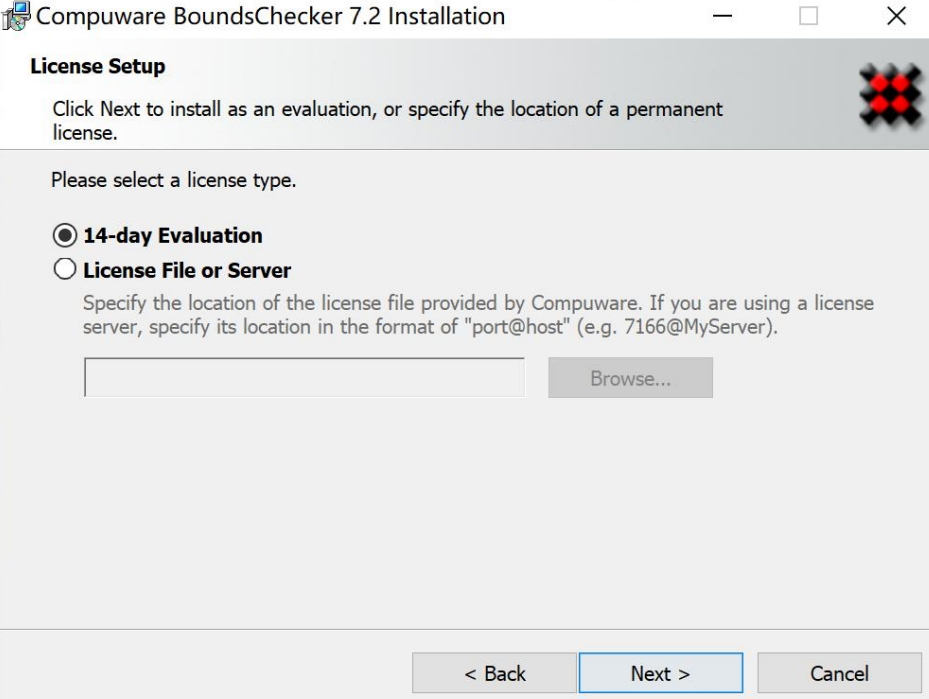 Compuware BoundsChecker 7.2 Installation
License Setup
Click Next to install as an evaluation, or specify the location of a permanent
license.
Please select a license type.
14-day Evaluation
License File or Server
Specify the location of the license file provided by Compuware. If you are using a license
server, specify its location in the format of "port@host" (e.g. 7166@MyServer).
Browse...
< Back
Next >
Cancel